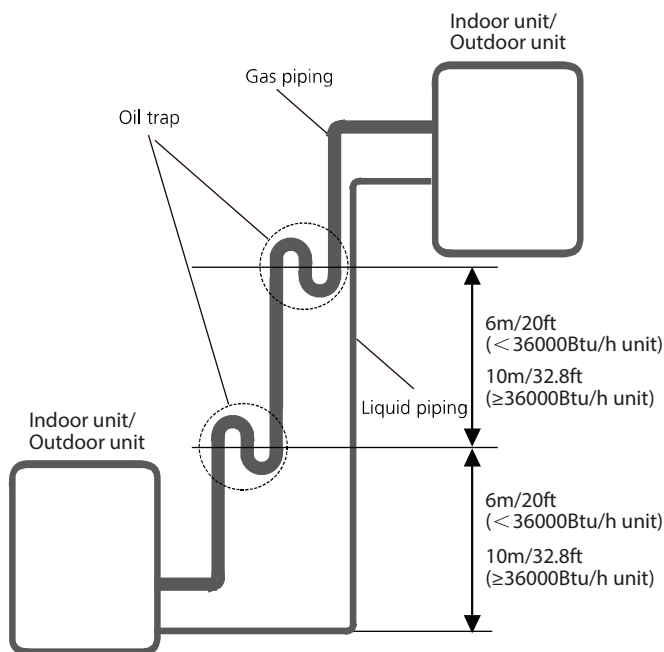 Indoor unit/
Outdoor unit
Gas piping
Oil trap
6m/20ft
(<36000Btu/h unit)
10m/32.8ft
(≥36000Btu/h unit)
Liquid piping
Indoor unit/
Outdoor unit
6m/20ft
(<36000Btu/h unit)
10m/32.8ft
(≥36000Btu/h unit)